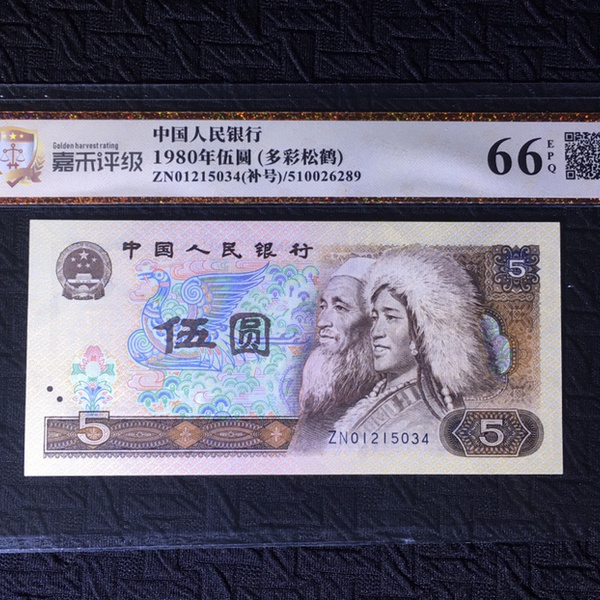 Golden harvest rating
嘉禾评级
中国人民银行
1980年伍圆 (多彩松鹤)
ZN01215034(补号)/510026289
66 EPQ
中国人民银行
5
伍圆
5
ZN01215034
5